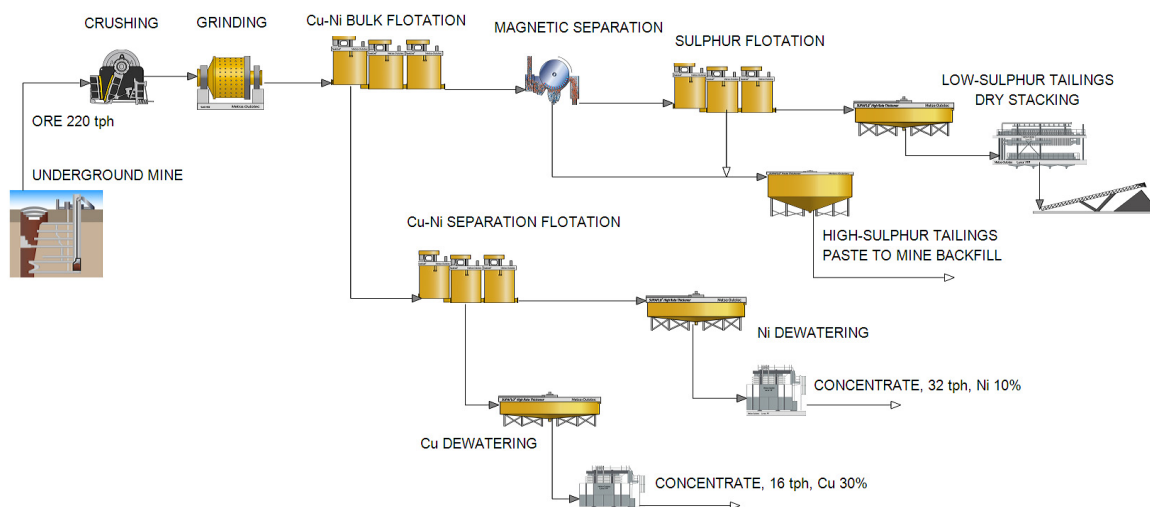 CRUSHING
GRINDING
Cu-Ni BULK FLOTATION
MAGNETIC SEPARATION
SULPHUR FLOTATION
LOW-SULPHUR TAILINGS
DRY STACKING
ORE 220 tph
UNDERGROUND MINE
Cu-Ni SEPARATION FLOTATION
HIGH-SULPHUR TAILINGS
PASTE TO MINE BACKFILL
Ni DEWATERING
CONCENTRATE, 32 tph, Ni 10%
Cu DEWATERING
CONCENTRATE, 16 tph, Cu 30%